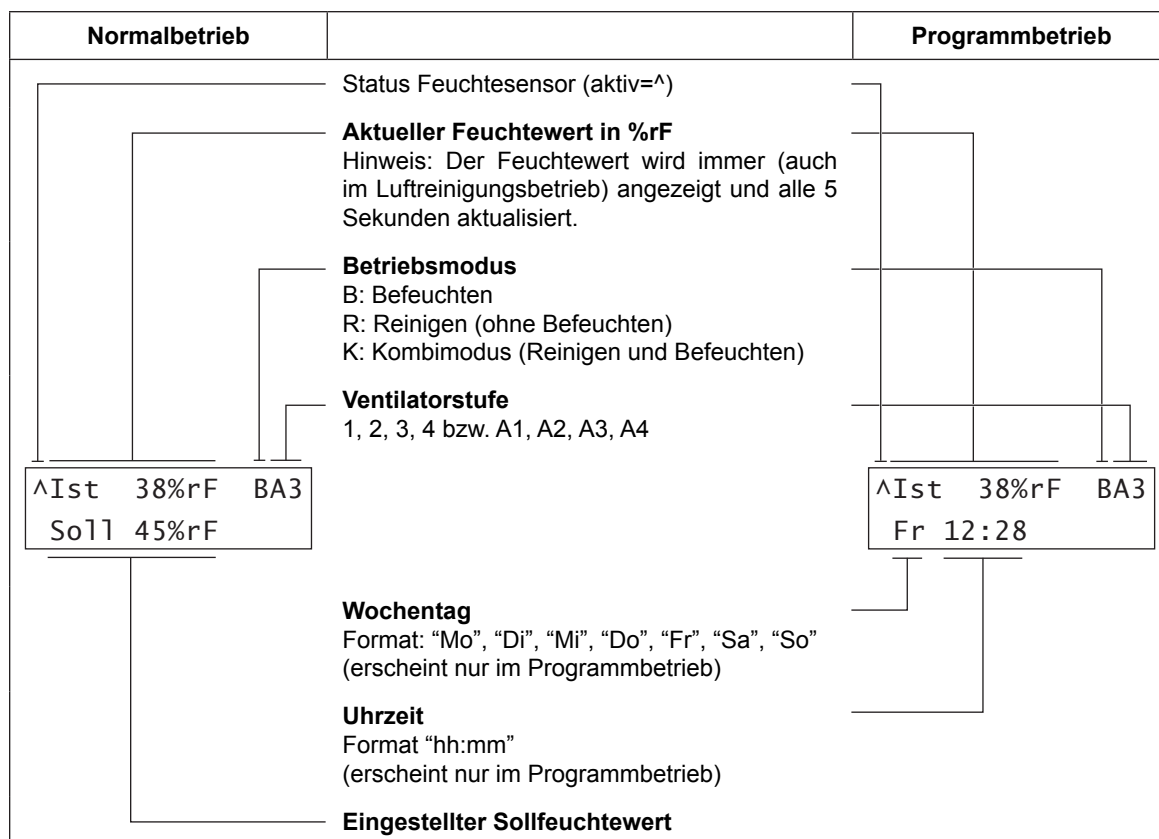 Normalbetrieb
Programmbetrieb
Status Feuchtesensor (aktiv=^)
Aktueller Feuchtewert in %rF
Hinweis: Der Feuchtewert wird immer (auch
im Luftreinigungsbetrieb) angezeigt und alle 5
Sekunden aktualisiert.
Betriebsmodus
B: Befeuchten
R: Reinigen (ohne Befeuchten)
K: Kombimodus (Reinigen und Befeuchten)
Ventilatorstufe
1, 2, 3, 4 bzw. A1, A2, A3, A4
^Ist 38%rF BA3
Soll 45%rF
^Ist 38%rF BA3
Fr 12:28
Wochentag
Format: “Mo”, “Di”, “Mi”, “Do”, “Fr”, “Sa”, “So”
(erscheint nur im Programmbetrieb)
Uhrzeit
Format “hh:mm”
(erscheint nur im Programmbetrieb)
Eingestellter Sollfeuchtewert